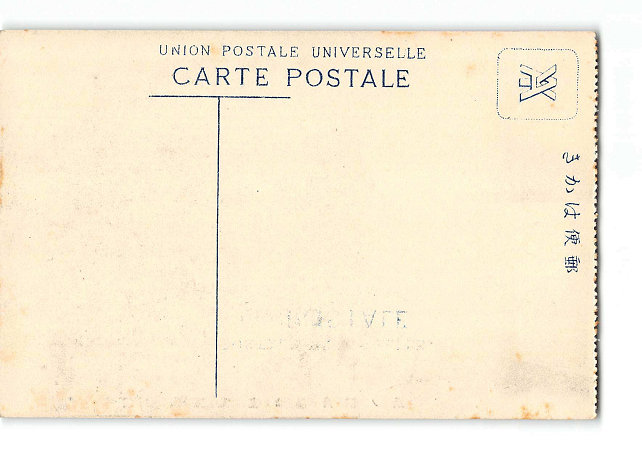 UNION POSTALE UNIVERSELLE
CARTE POSTALE
きかは便郵